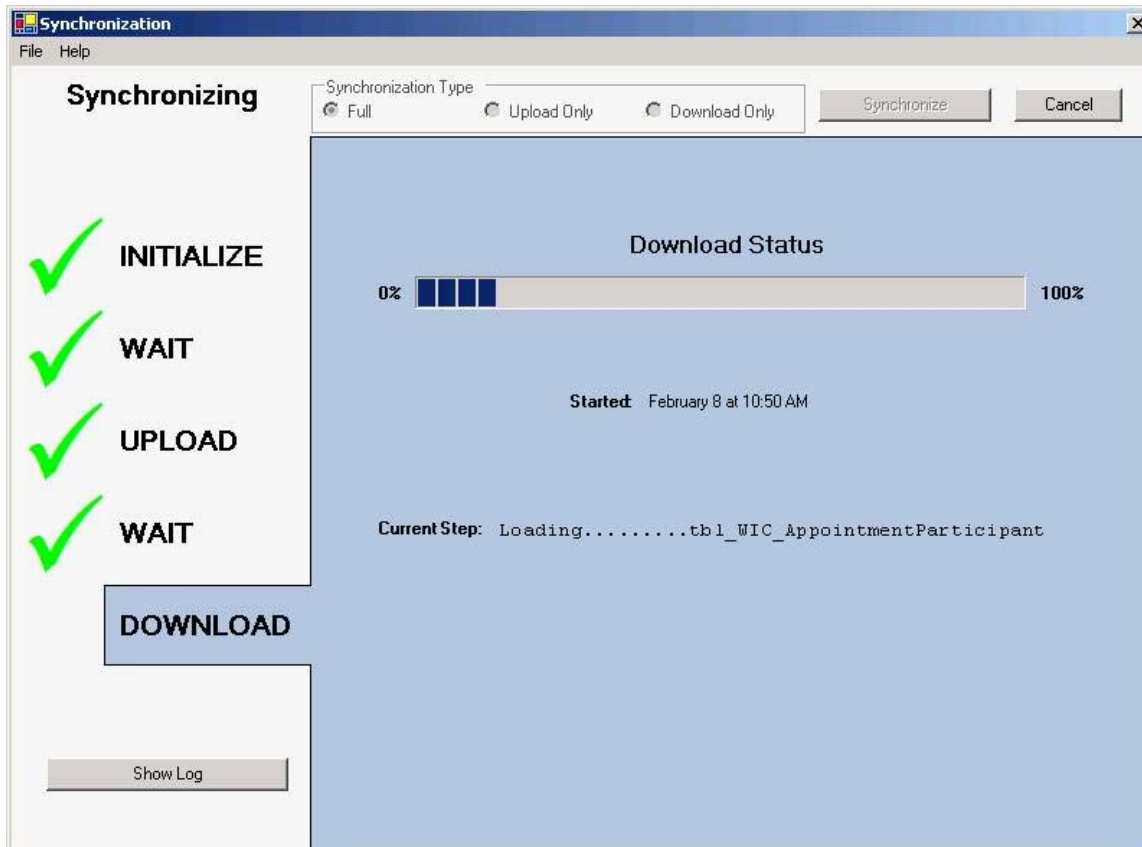 Synchronization
File Help
Synchronizing
Synchronization Type
Full Upload Only Download Only
Synchronize
Cancel
INITIALIZE
WAIT
UPLOAD
WAIT
DOWNLOAD
Show Log
Download Status
0% 100%
Started: February 8 at 10:50 AM
Current Step: Loading.........tbl_WIC_AppointmentParticipant